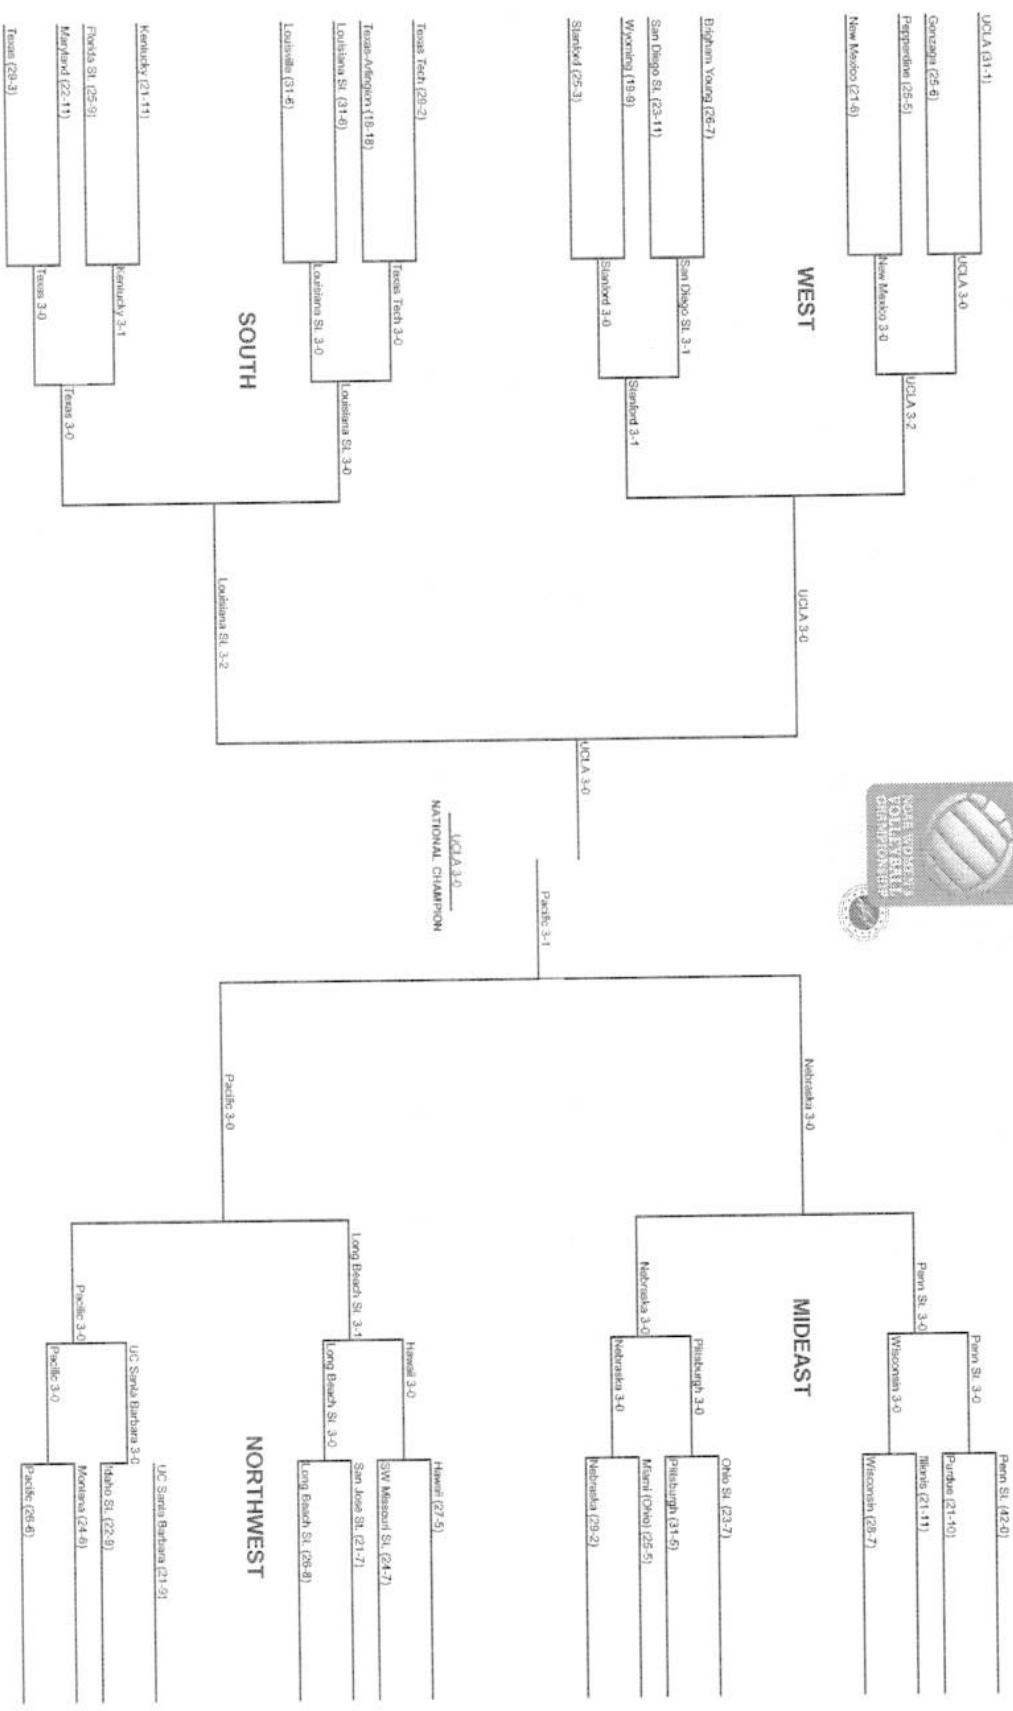 UCLA (31-1)
Gonzaga (25-6)
Pepperdine (25-5)
New Mexico (21-6)
UCLA 3-0
New Mexico 3-0
UCLA 3-2
WEST
Brigham Young (26-7)
San Diego St. (23-11)
Wyoming (19-9)
Stanford (25-3)
San Diego St. 3-1
Stanford 3-0
Stanford 3-1
UCLA 3-0
Texas Tech (29-2)
Texas-Arlington (18-18)
Louisiana St. (31-6)
Louisville (31-6)
Texas Tech 3-0
Louisiana St. 3-0
Louisiana St. 3-0
SOUTH
Kentucky (21-11)
Florida St. (25-9)
Maryland (22-11)
Texas (29-3)
Kentucky 3-1
Texas 3-0
Texas 3-0
Louisiana St. 3-2
UCLA 3-0
NCAA WOMEN'S
VOLLEYBALL
CHAMPIONSHIP
UCLA 3-0
NATIONAL CHAMPION
Pacific 3-1
Nebraska 3-0
Penn St. 3-0
Penn St. 3-0
Penn St. (42-0)
Purdue (21-10)
Wisconsin 3-0
Illinois (21-11)
Wisconsin (28-7)
MIDEAST
Nebraska 3-0
Pittsburgh 3-0
Ohio St. (23-7)
Pittsburgh (31-5)
Nebraska 3-0
Miami (Ohio) (25-5)
Nebraska (29-2)
Pacific 3-0
Long Beach St. 3-1
Hawaii 3-0
Hawaii (27-5)
SW Missouri St. (24-7)
Long Beach St. 3-0
San Jose St. (21-7)
Long Beach St. (26-8)
NORTHWEST
Pacific 3-0
UC Santa Barbara 3-0
UC Santa Barbara (21-9)
Idaho St. (22-9)
Pacific 3-0
Montana (24-6)
Pacific (26-6)